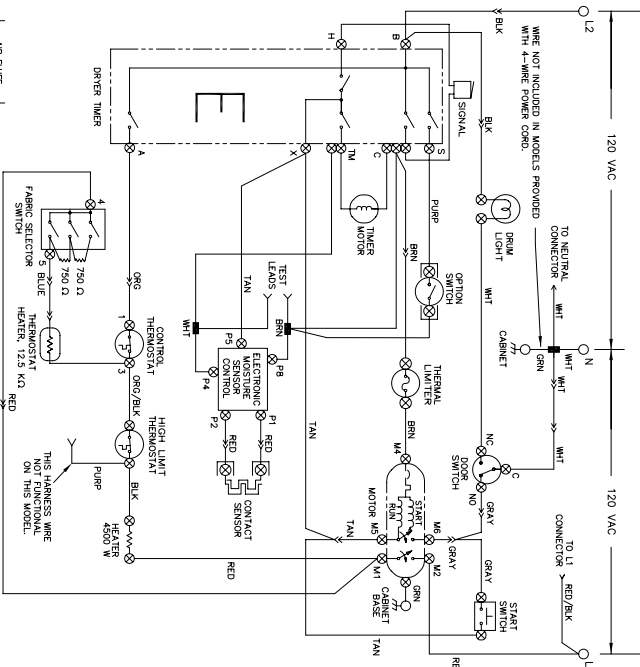 L2
BLK
N
L
120 VAC
120 VAC
WIRE NOT INCLUDED IN MODELS PROVIDED
WITH 4-WIRE POWER CORD.
TO NEUTRAL
CONNECTOR
WHT
WHT
WHT
WHT
GRN
CABINET
TO L1
CONNECTOR
RED/BLK
BLK
DRUM
LIGHT
WHT
NC
C
NO
DOOR
SWITCH
GRAY
GRAY
GRAY
START
SWITCH
TAN
H
B
SIGNAL
DRYER TIMER
A
X
TM
C
S
TIMER
MOTOR
PURP
OPTION
SWITCH
BRN
THERMAL
LIMITER
BRN
M4
START
RUN
MOTOR
M5
M6
M1
M2
GRN
CABINET
BASE
TAN
TAN
TAN
TEST
LEADS
BRN
WHT
P5
P8
P4
ELECTRONIC
MOISTURE
SENSOR
CONTROL
P1
P2
RED
RED
CONTACT
SENSOR
ORG
1
CONTROL
THERMOSTAT
3
ORG/BLK
HIGH LIMIT
THERMOSTAT
BLK
PURP
HEATER
4500 W
RED
THIS HARNESS WIRE
NOT FUNCTIONAL
ON THIS MODEL.
4
FABRIC SELECTOR
SWITCH
750 Ω
750 Ω
5
BLUE
THERMOSTAT
HEATER, 12.5 KΩ
RED